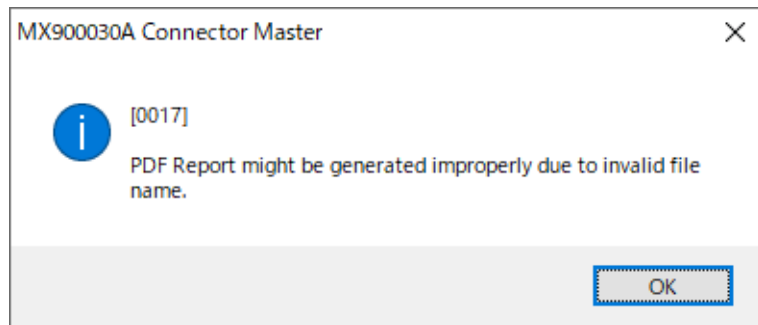 MX900030A Connector Master
[0017]
PDF Report might be generated improperly due to invalid file
name.
OK